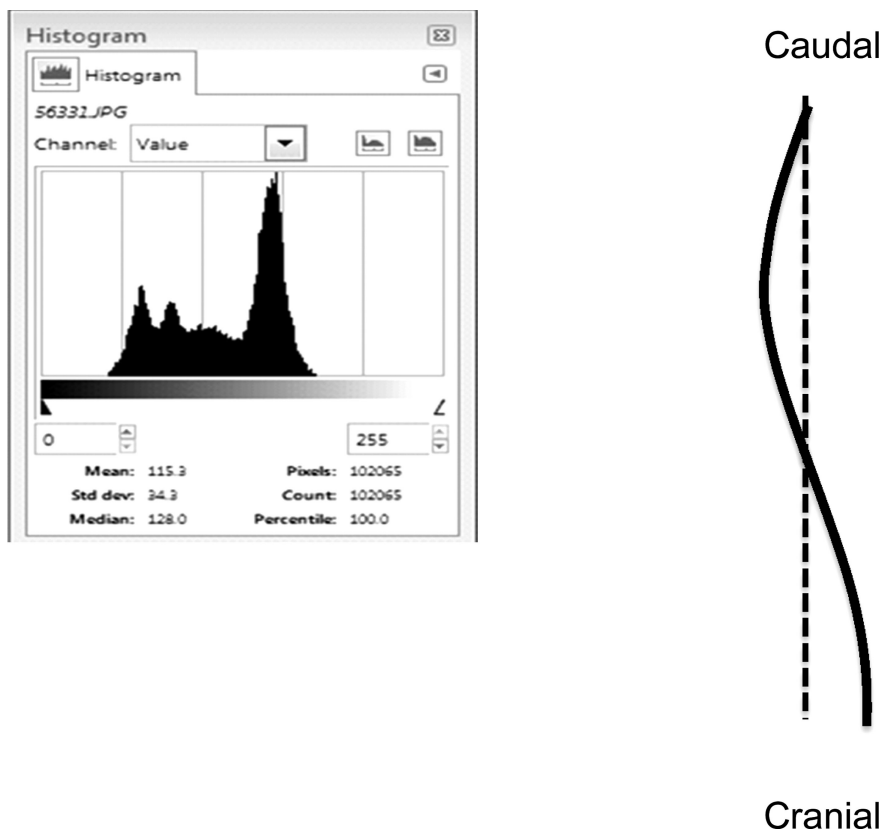 Histogram
Histogram
56331.JPG
Channel: Value
0 255
Mean: 115.3 Pixels: 102065
Std dev: 34.3 Count: 102065
Median: 128.0 Percentile: 100.0
Caudal
Cranial